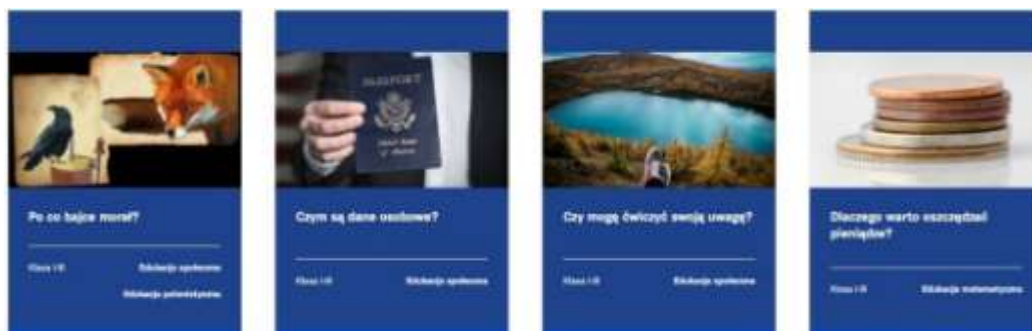 Po co bajce morał?
Klasa I-III Edukacja społeczna
Edukacja polonistyczna
PASSPORT
Czym są dane osobowe?
Klasa I-III Edukacja społeczna
Czy mogę ćwiczyć swoją uwagę?
Klasa I-III Edukacja społeczna
Dlaczego warto oszczędzać
pieniądze?
Klasa I-III Edukacja matematyczna